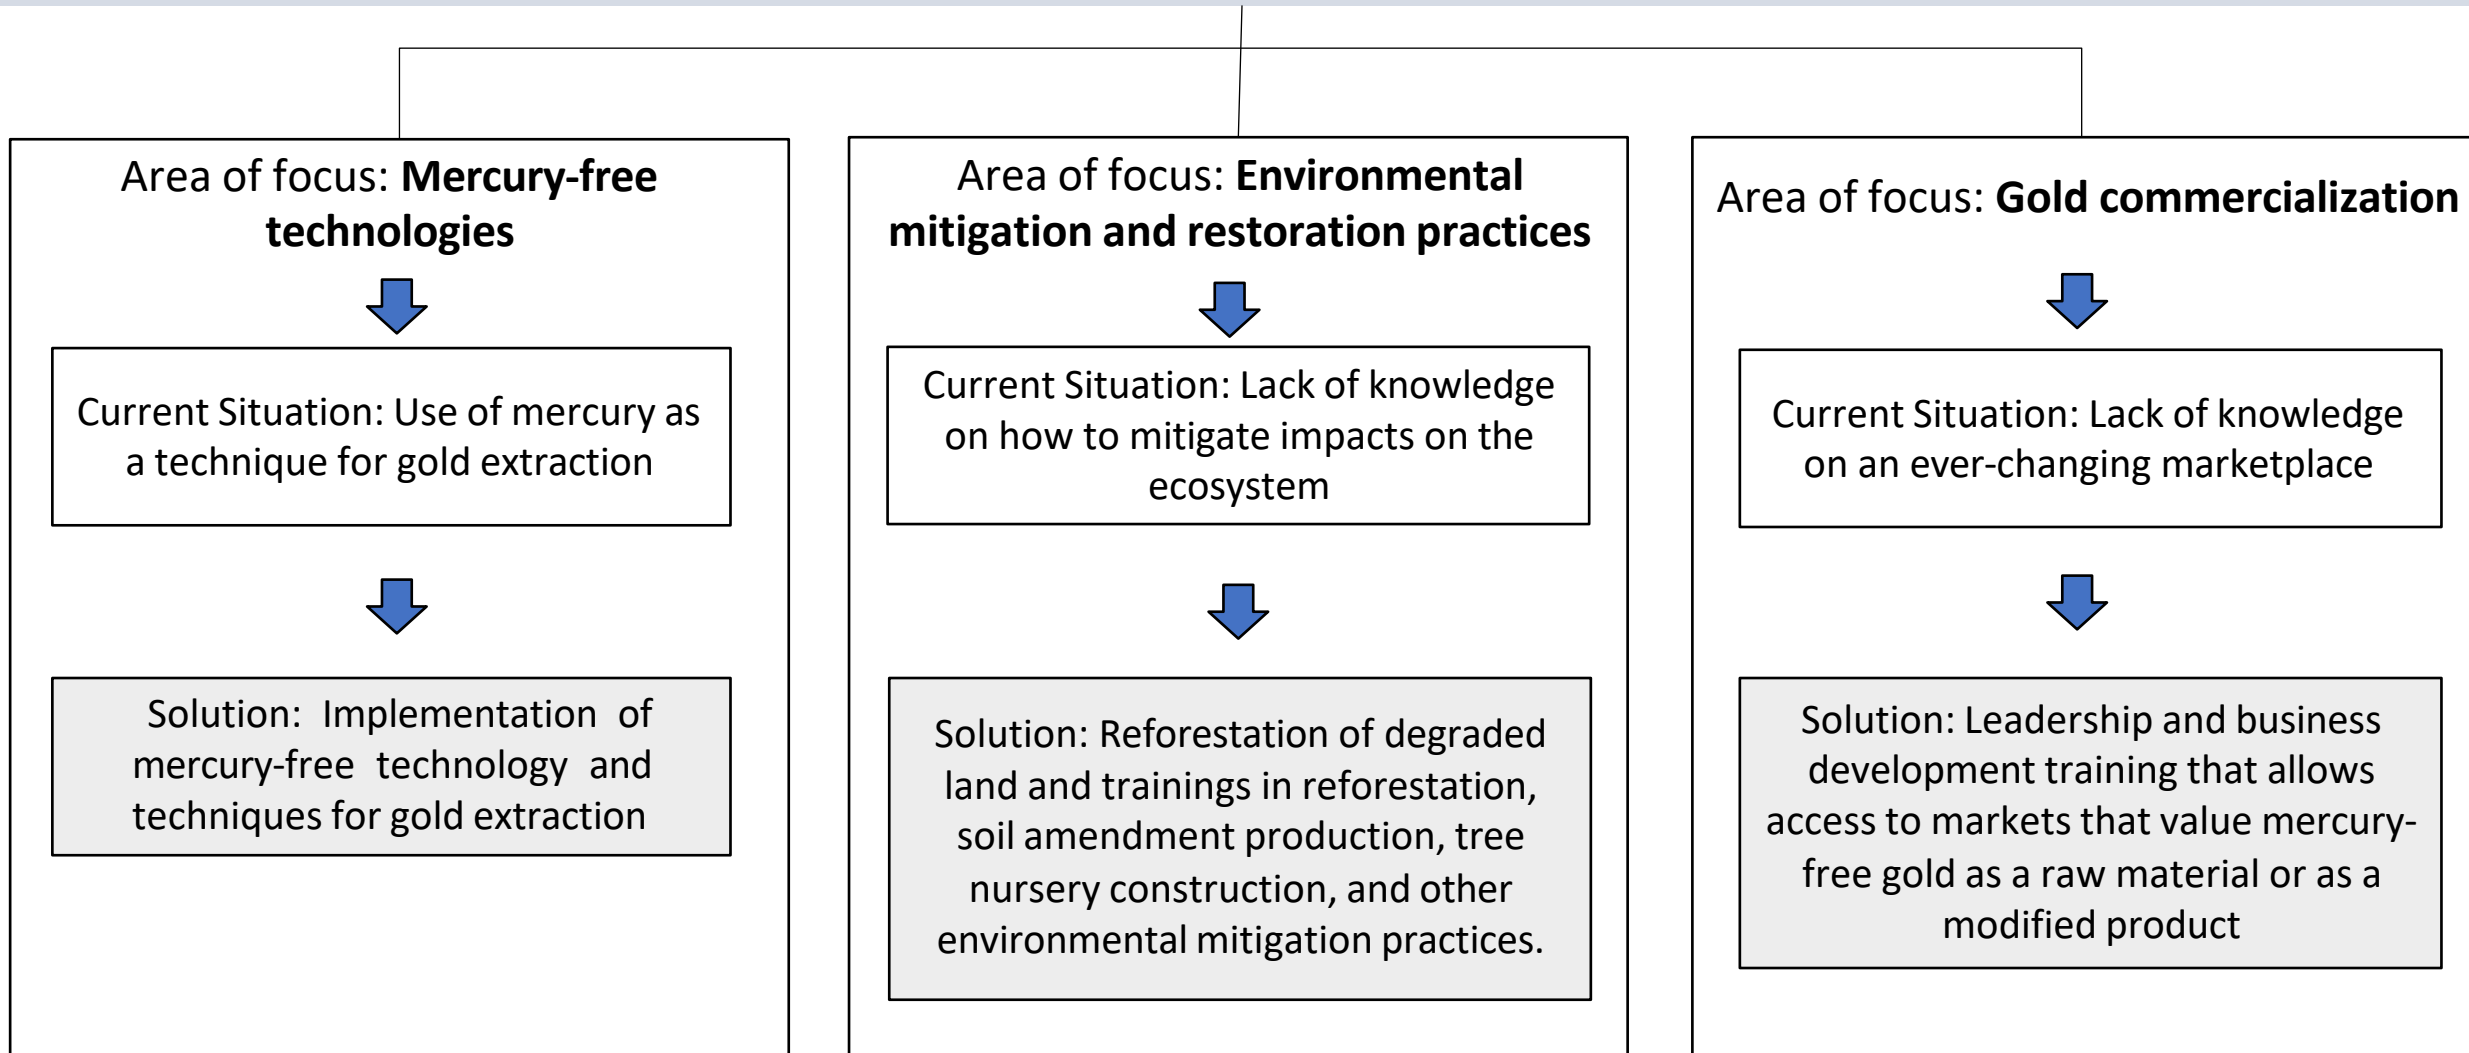 Area of focus: Mercury-free
technologies
Current Situation: Use of mercury as
a technique for gold extraction
Solution: Implementation of
mercury-free technology and
techniques for gold extraction
Area of focus: Environmental
mitigation and restoration practices
Current Situation: Lack of knowledge
on how to mitigate impacts on the
ecosystem
Solution: Reforestation of degraded
land and trainings in reforestation,
soil amendment production, tree
nursery construction, and other
environmental mitigation practices.
Area of focus: Gold commercialization
Current Situation: Lack of knowledge
on an ever-changing marketplace
Solution: Leadership and business
development training that allows
access to markets that value mercury-
free gold as a raw material or as a
modified product